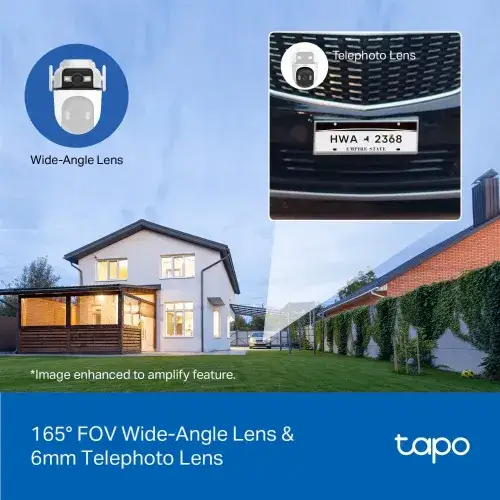 Telephoto Lens
HWA 2368
EMPIRE STATE
Wide-Angle Lens
*Image enhanced to amplify feature.
165° FOV Wide-Angle Lens &
6mm Telephoto Lens
tapo